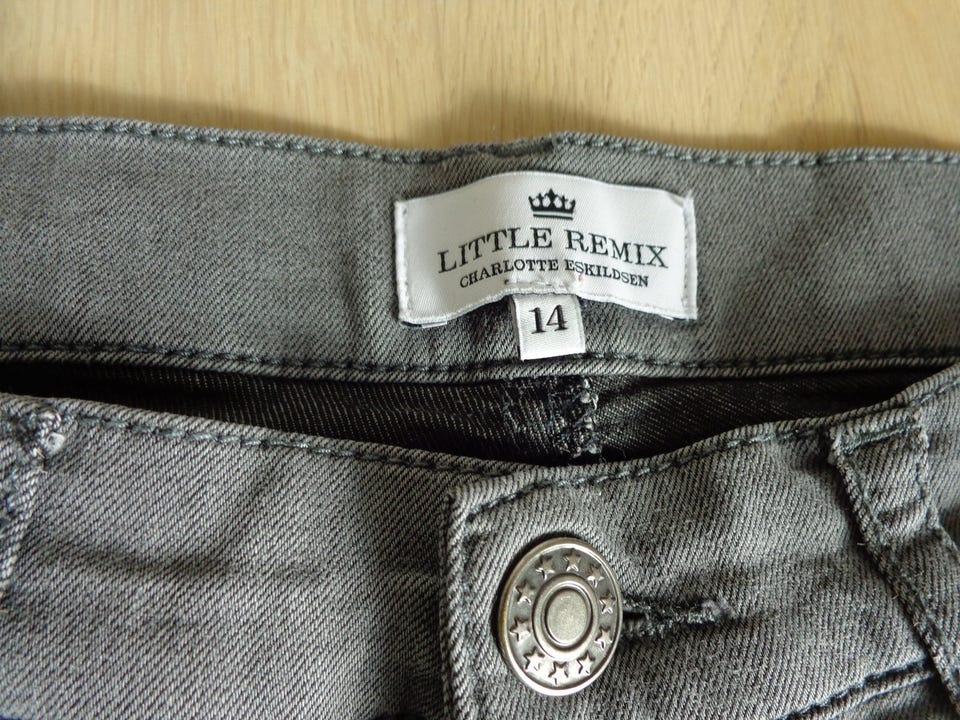 LITTLE REMIX
CHARLOTTE ESKILDSEN
14